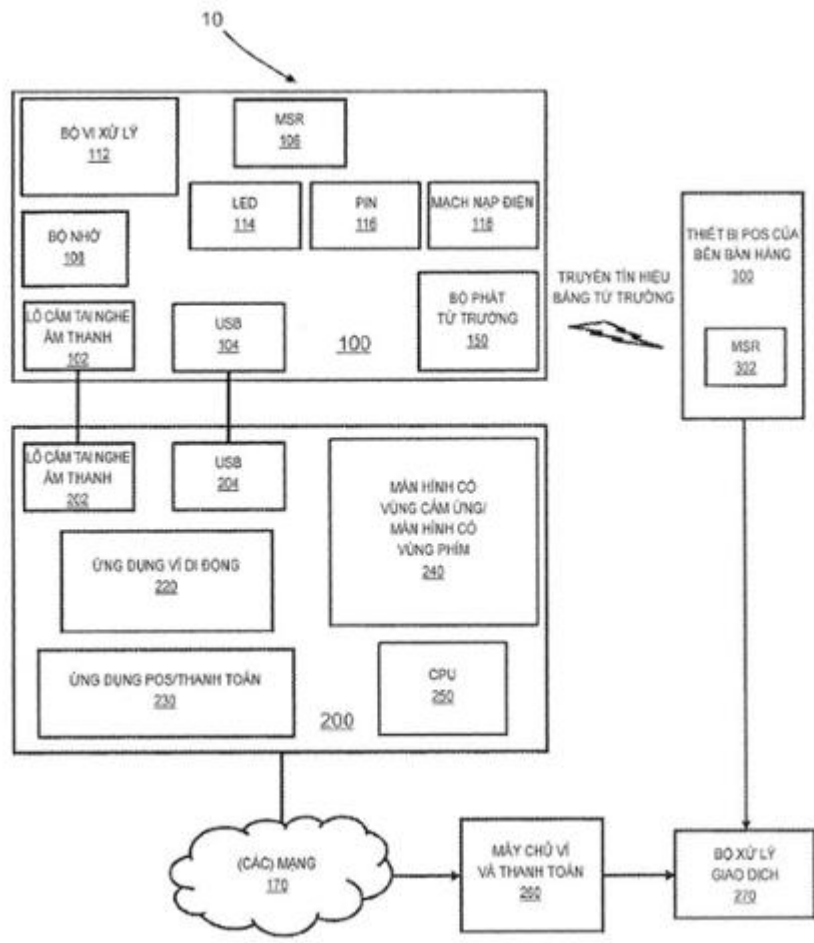 10
BỘ VI XỬ LÝ
112
MSR
106
LED
114
PIN
116
MẠCH NẠP ĐIỆN
118
BỘ NHỚ
108
LỖ CẮM TAI NGHE
ÂM THANH
102
USB
104
100
BỘ PHÁT
TỪ TRƯỜNG
150
TRUYỀN TÍN HIỆU
BẰNG TỪ TRƯỜNG
THIẾT BỊ POS CỦA
BÊN BÁN HÀNG
300
MSR
302
LỖ CẮM TAI NGHE
ÂM THANH
202
USB
204
MÀN HÌNH CÓ
VÙNG CẢM ỨNG/
MÀN HÌNH CÓ
VÙNG PHÍM
240
ỨNG DỤNG VÍ DI ĐỘNG
220
ỨNG DỤNG POS/THANH TOÁN
230
CPU
250
200
(CÁC) MẠNG
170
MÁY CHỦ VÍ
VÀ THANH TOÁN
260
BỘ XỬ LÝ
GIAO DỊCH
270